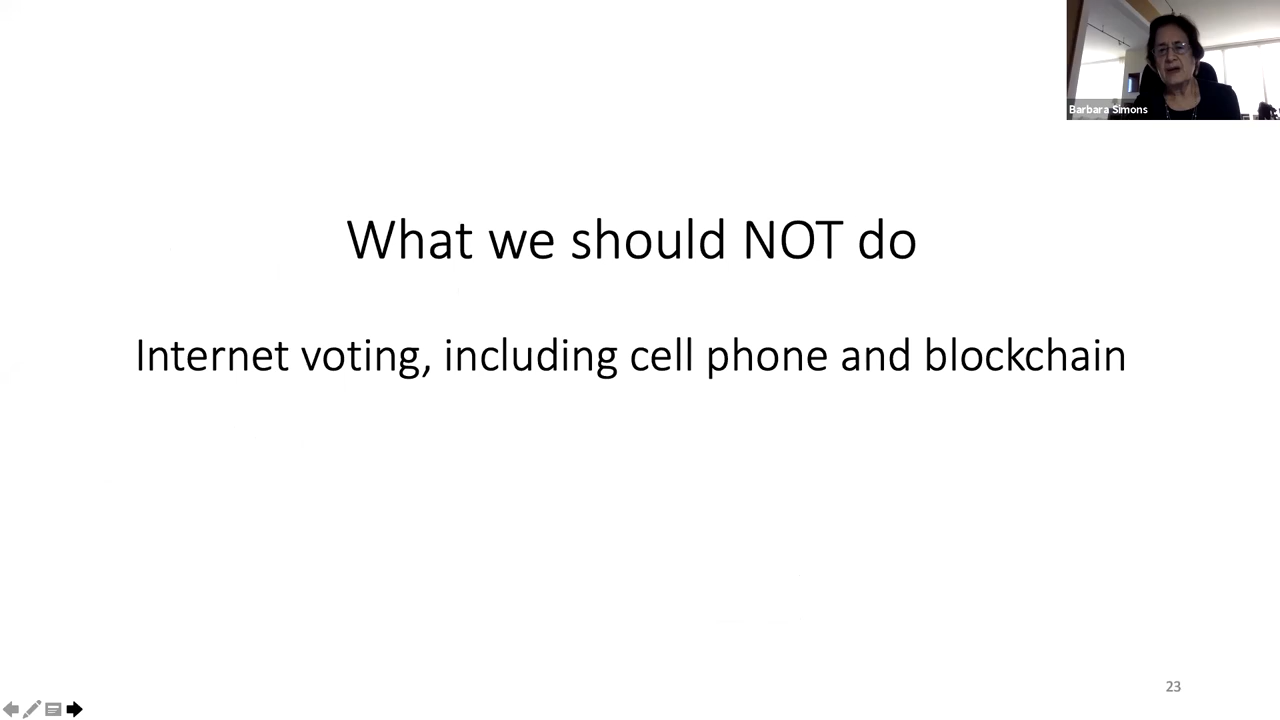 Barbara Simons
What we should NOT do
Internet voting, including cell phone and blockchain
23